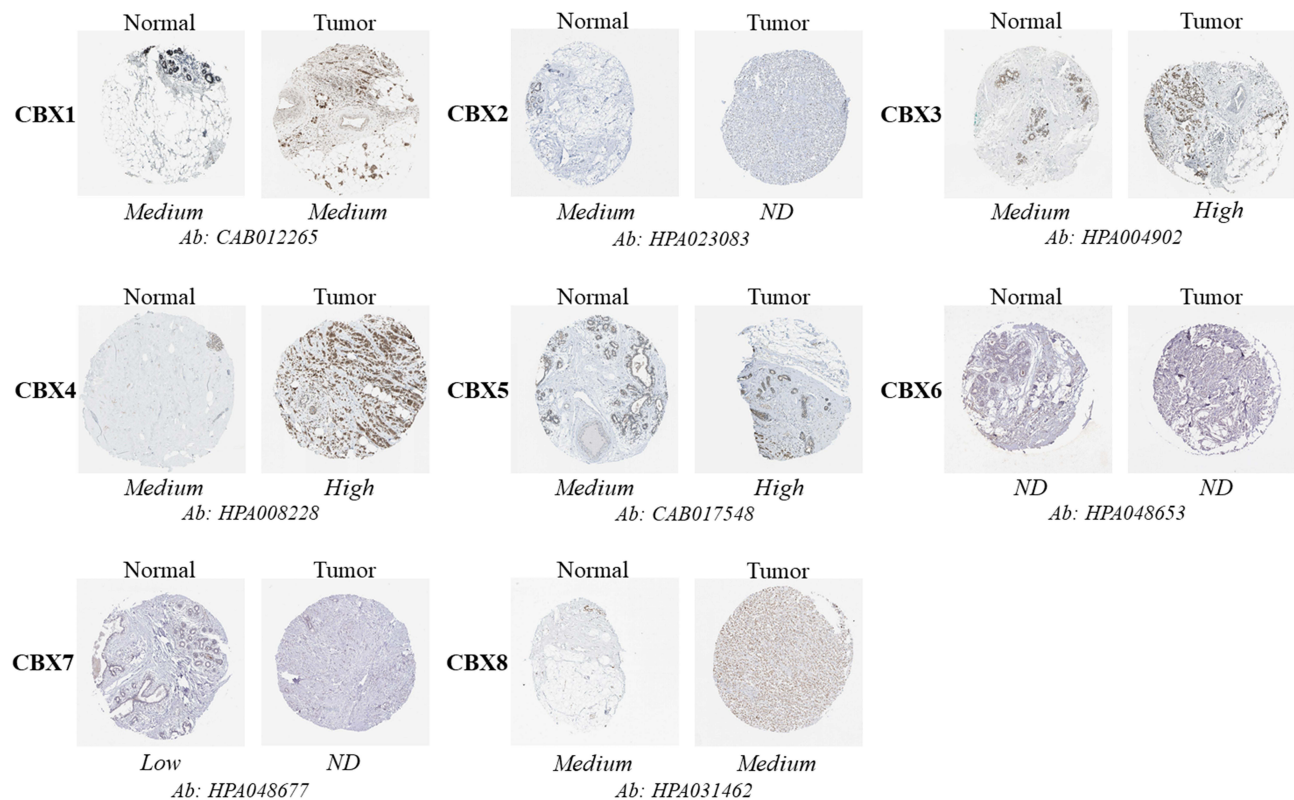 Normal Tumor Normal Tumor Normal Tumor
CBX1 CBX2 CBX3
Medium Medium Medium ND Medium High
Ab: CAB012265 Ab: HPA023083 Ab: HPA004902
Normal Tumor Normal Tumor Normal Tumor
CBX4 CBX5 CBX6
Medium High Medium High ND ND
Ab: HPA008228 Ab: CAB017548 Ab: HPA048653
Normal Tumor Normal Tumor
CBX7 CBX8
Low ND Medium Medium
Ab: HPA048677 Ab: HPA031462